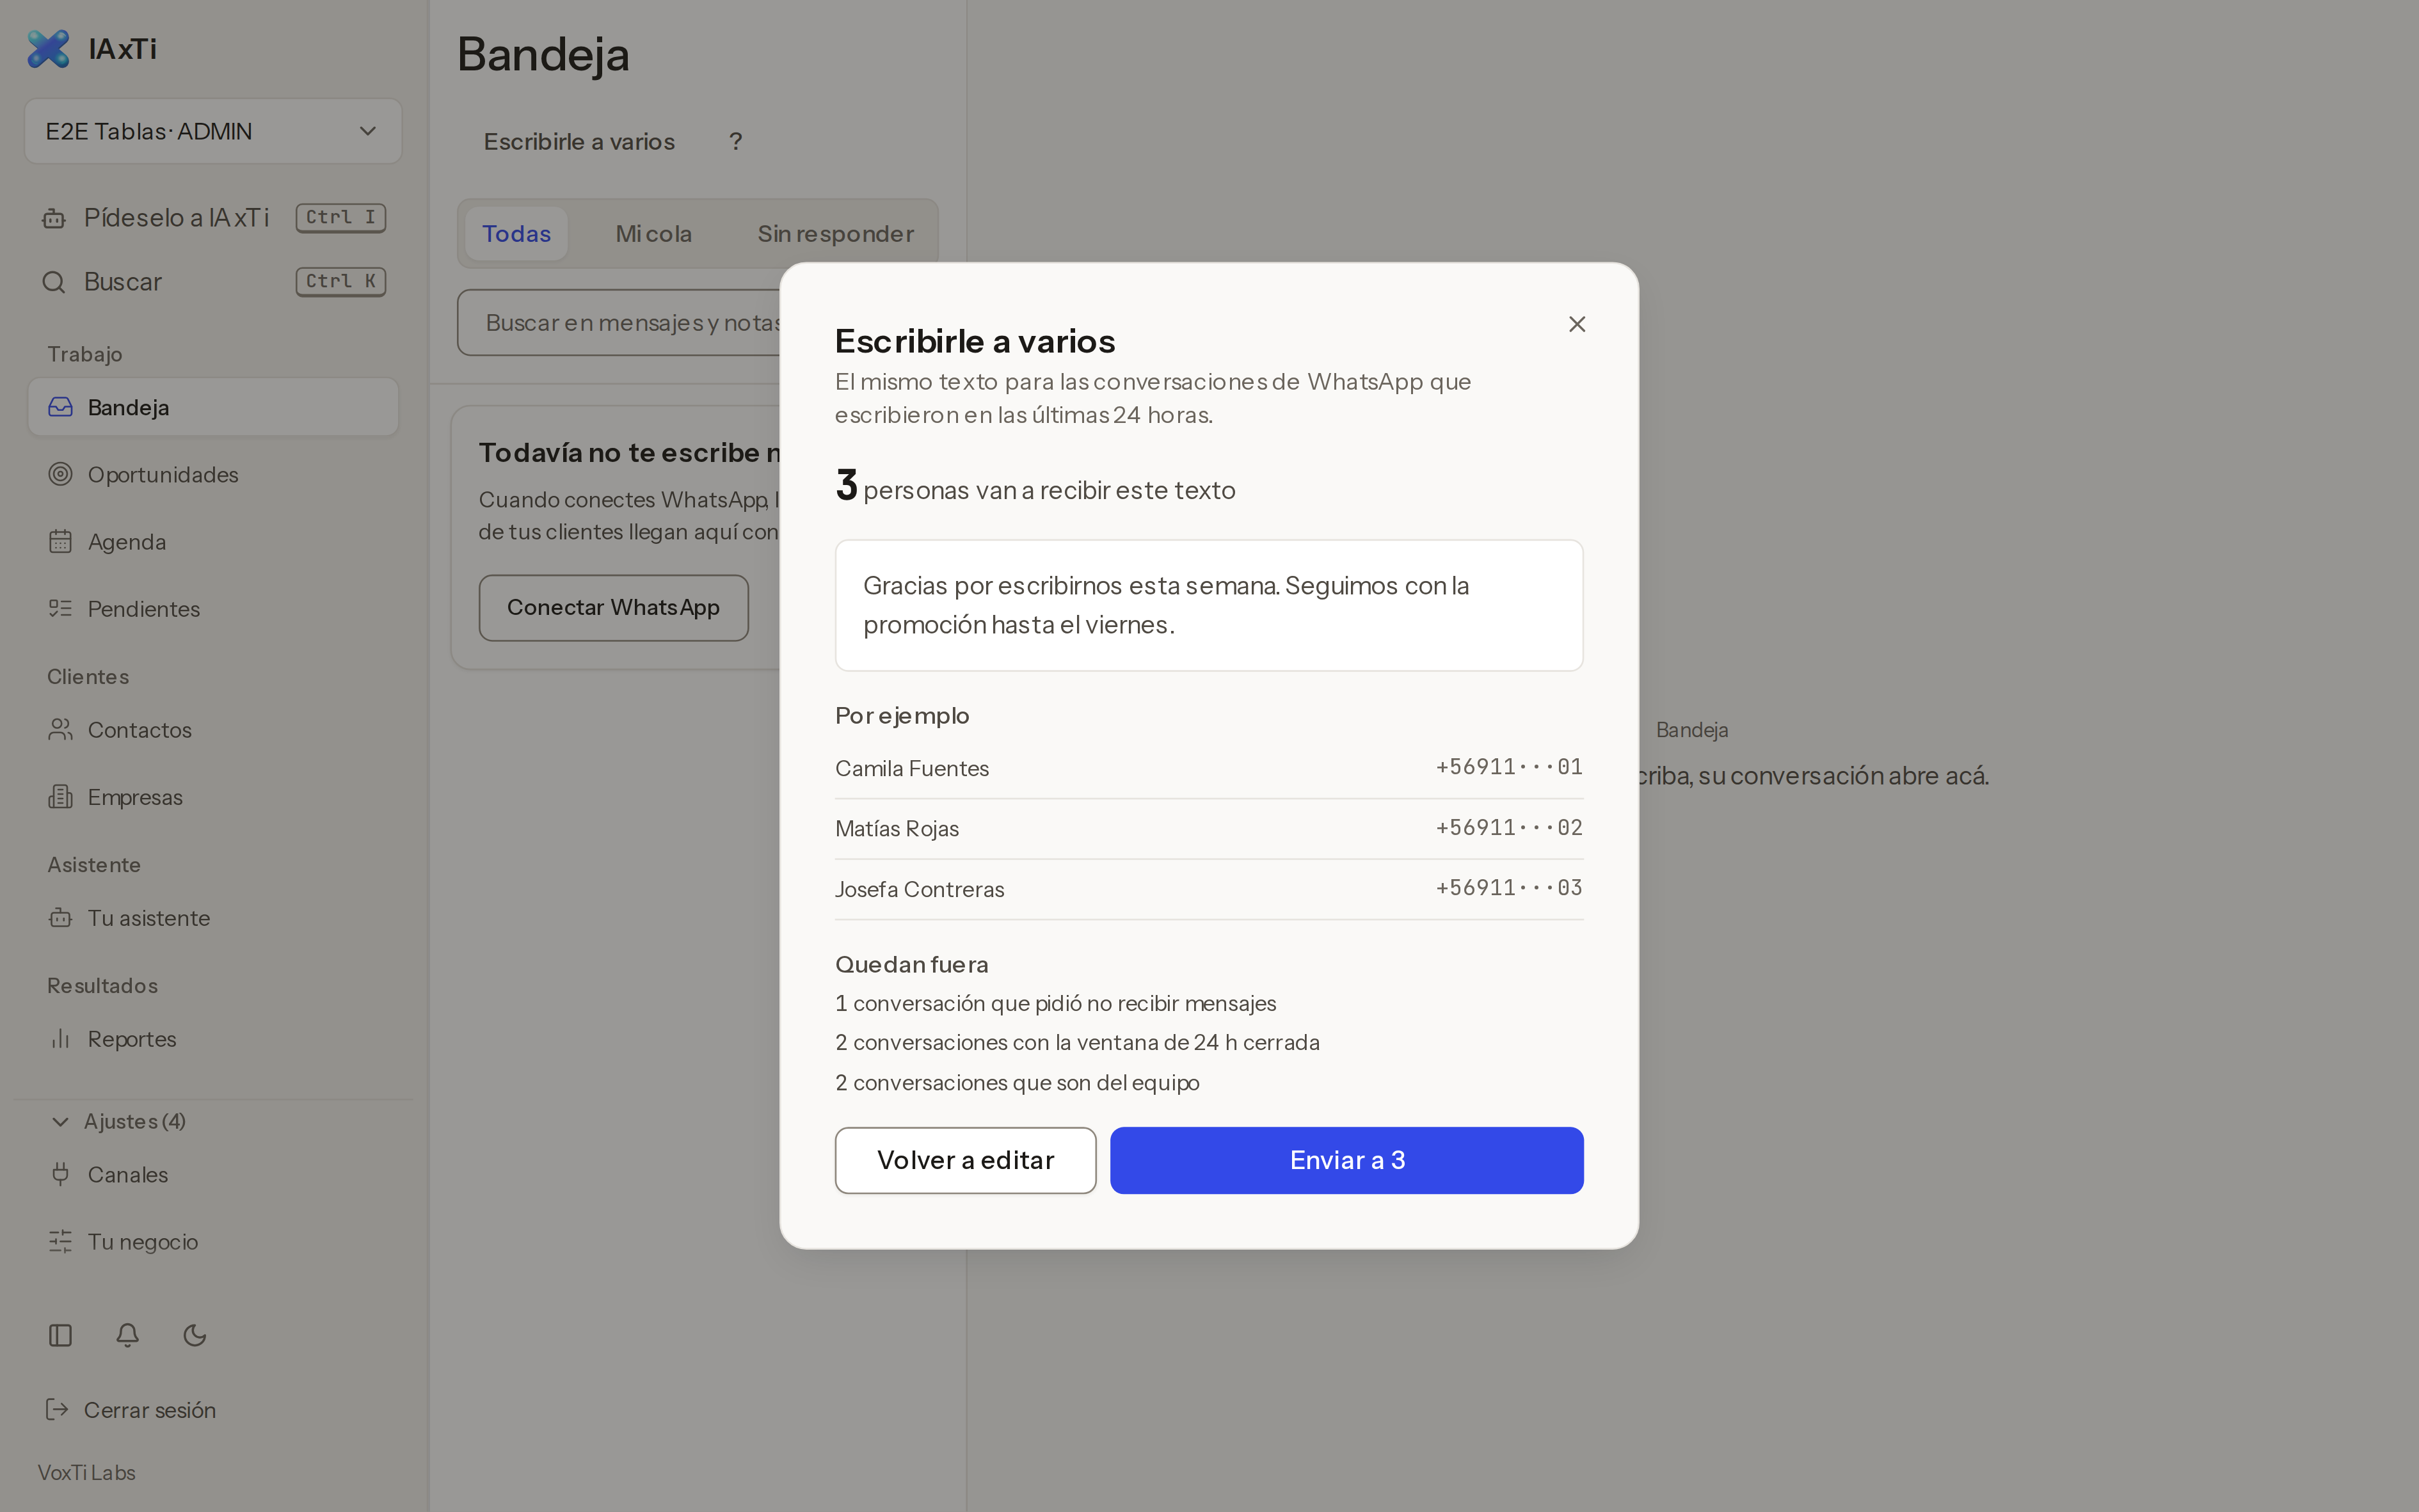 IAxTi
E2E Tablas · ADMIN
Pídeselo a IAxTi
Ctrl I
Buscar
Ctrl K
Trabajo
Bandeja
Oportunidades
Agenda
Pendientes
Clientes
Contactos
Empresas
Asistente
Tu asistente
Resultados
Reportes
Ajustes (4)
Canales
Tu negocio
Cerrar sesión
VoxTi Labs
Bandeja
Escribirle a varios
?
Todas
Mi cola
Sin responder
Buscar en mensajes y notas
Todavía no te escribe
Cuando conectes WhatsApp,
de tus clientes llegan aquí con
Conectar WhatsApp
Escribirle a varios
El mismo texto para las conversaciones de WhatsApp que
escribieron en las últimas 24 horas.
3 personas van a recibir este texto
Gracias por escribirnos esta semana. Seguimos con la
promoción hasta el viernes.
Por ejemplo
Camila Fuentes
+56911···01
Matías Rojas
+56911···02
Josefa Contreras
+56911···03
Quedan fuera
1 conversación que pidió no recibir mensajes
2 conversaciones con la ventana de 24 h cerrada
2 conversaciones que son del equipo
Volver a editar
Enviar a 3
Bandeja
criba, su conversación abre acá.